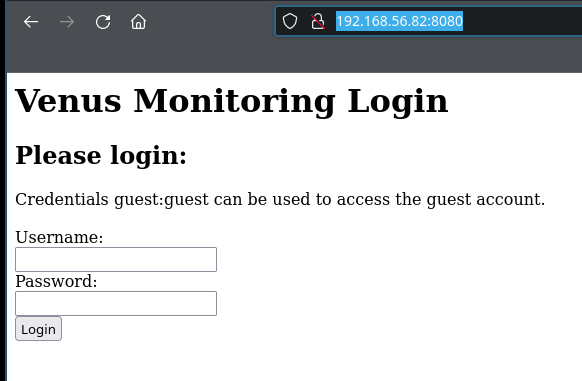 192.168.56.82:8080
Venus Monitoring Login
Please login:
Credentials guest:guest can be used to access the guest account.
Username:
Password:
Login